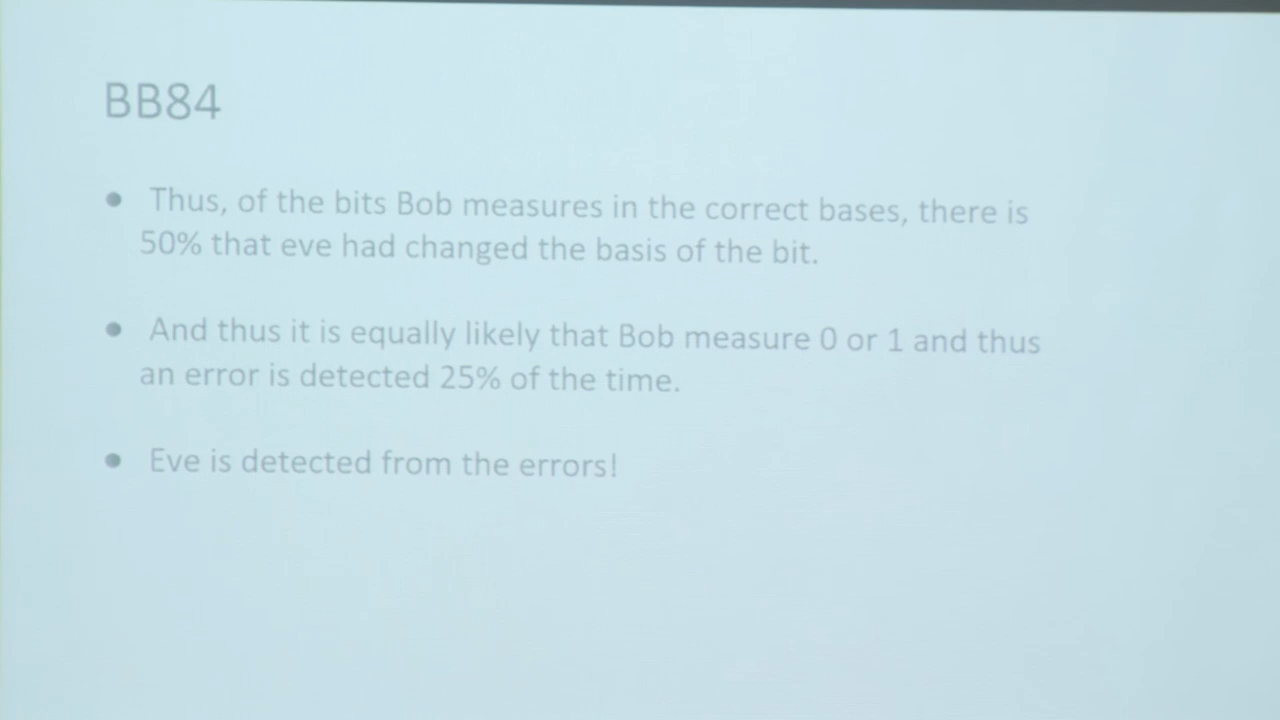 BB84
● Thus, of the bits Bob measures in the correct bases, there is
50% that eve had changed the basis of the bit.
● And thus it is equally likely that Bob measure 0 or 1 and thus
an error is detected 25% of the time.
● Eve is detected from the errors!